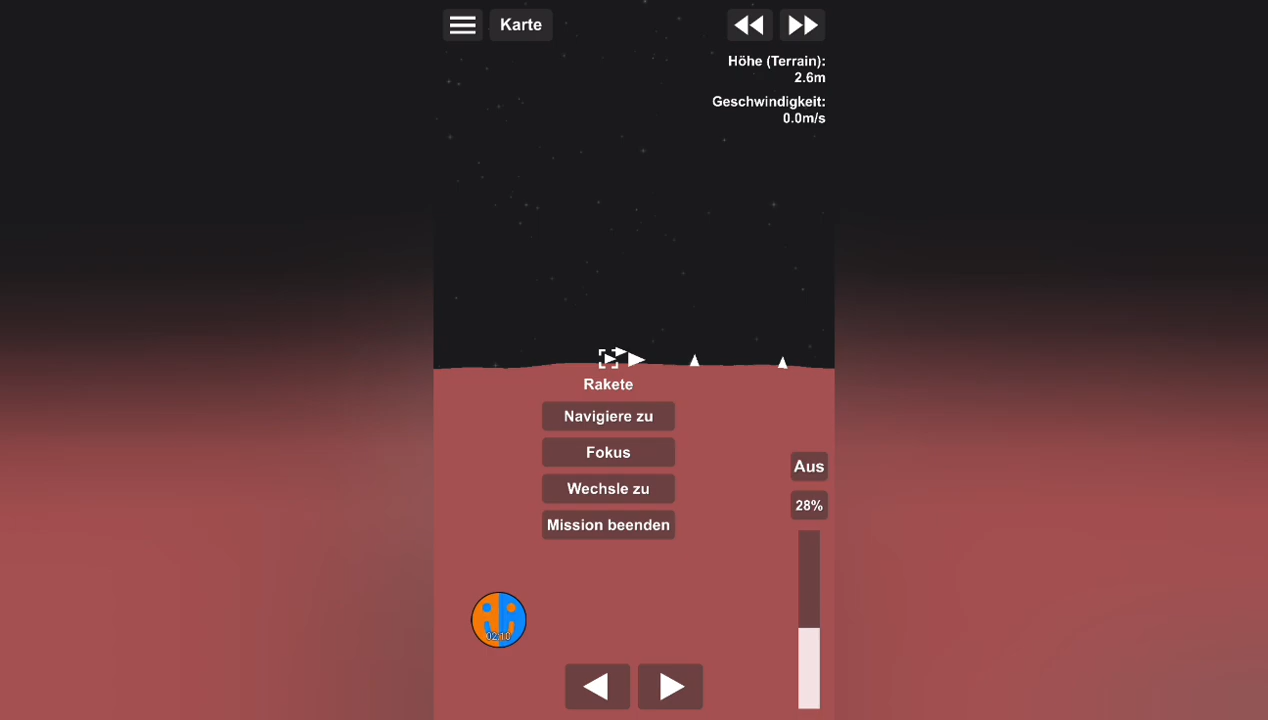 Karte
Höhe (Terrain):
2.6m
Geschwindigkeit:
0.0m/s
Rakete
Navigiere zu
Fokus
Wechsle zu
Mission beenden
Aus
28%
02:10